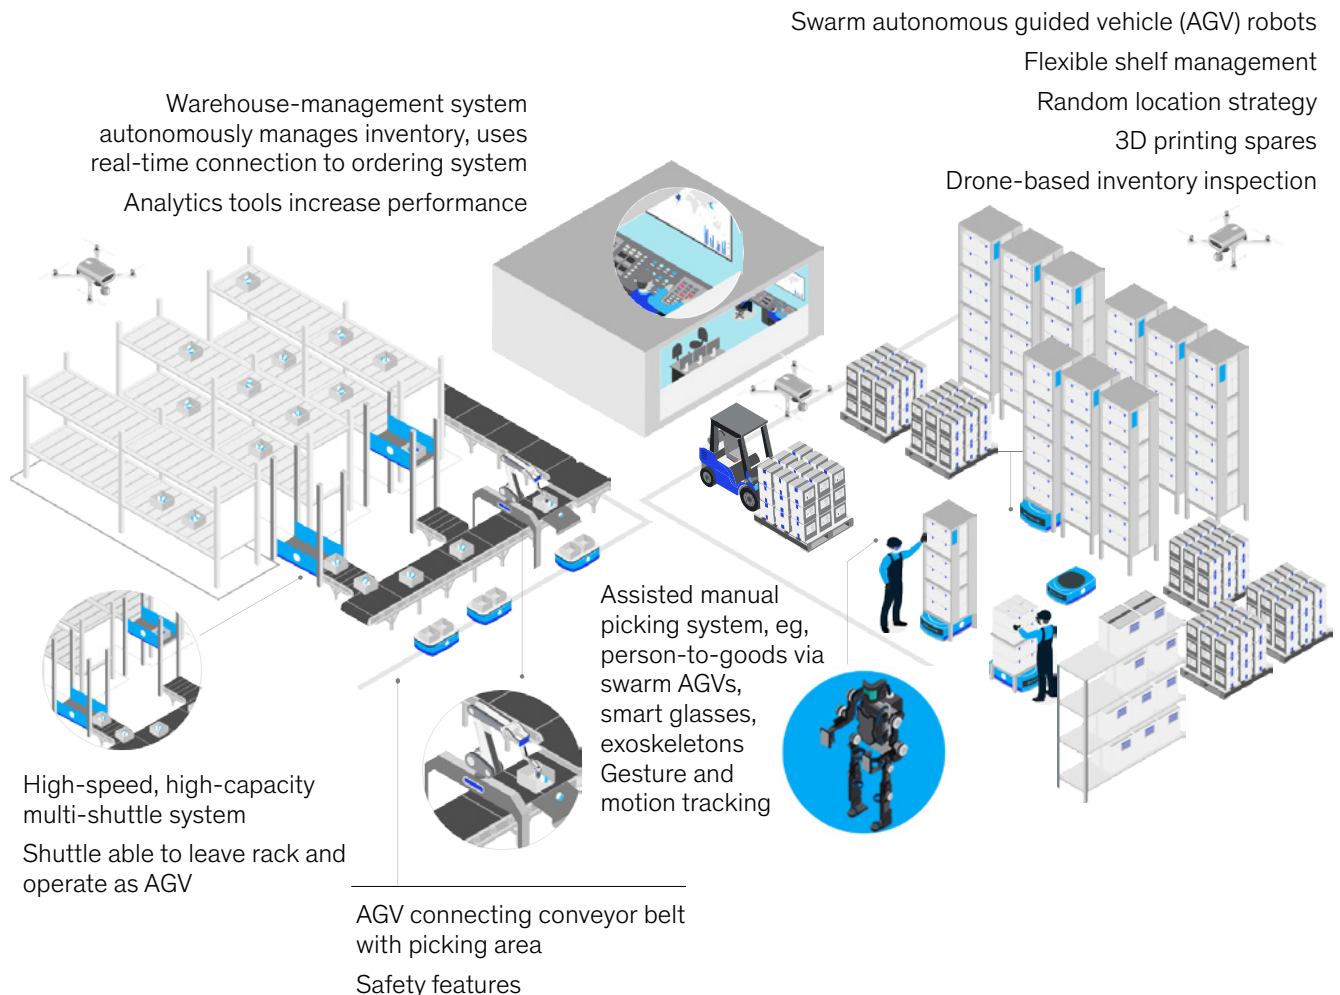 Swarm autonomous guided vehicle (AGV) robots
Flexible shelf management
Random location strategy
3D printing spares
Drone-based inventory inspection
Warehouse-management system
autonomously manages inventory, uses
real-time connection to ordering system
Analytics tools increase performance
Assisted manual
picking system, eg,
person-to-goods via
swarm AGVs,
smart glasses,
exoskeletons
Gesture and
motion tracking
High-speed, high-capacity
multi-shuttle system
Shuttle able to leave rack and
operate as AGV
AGV connecting conveyor belt
with picking area
Safety features